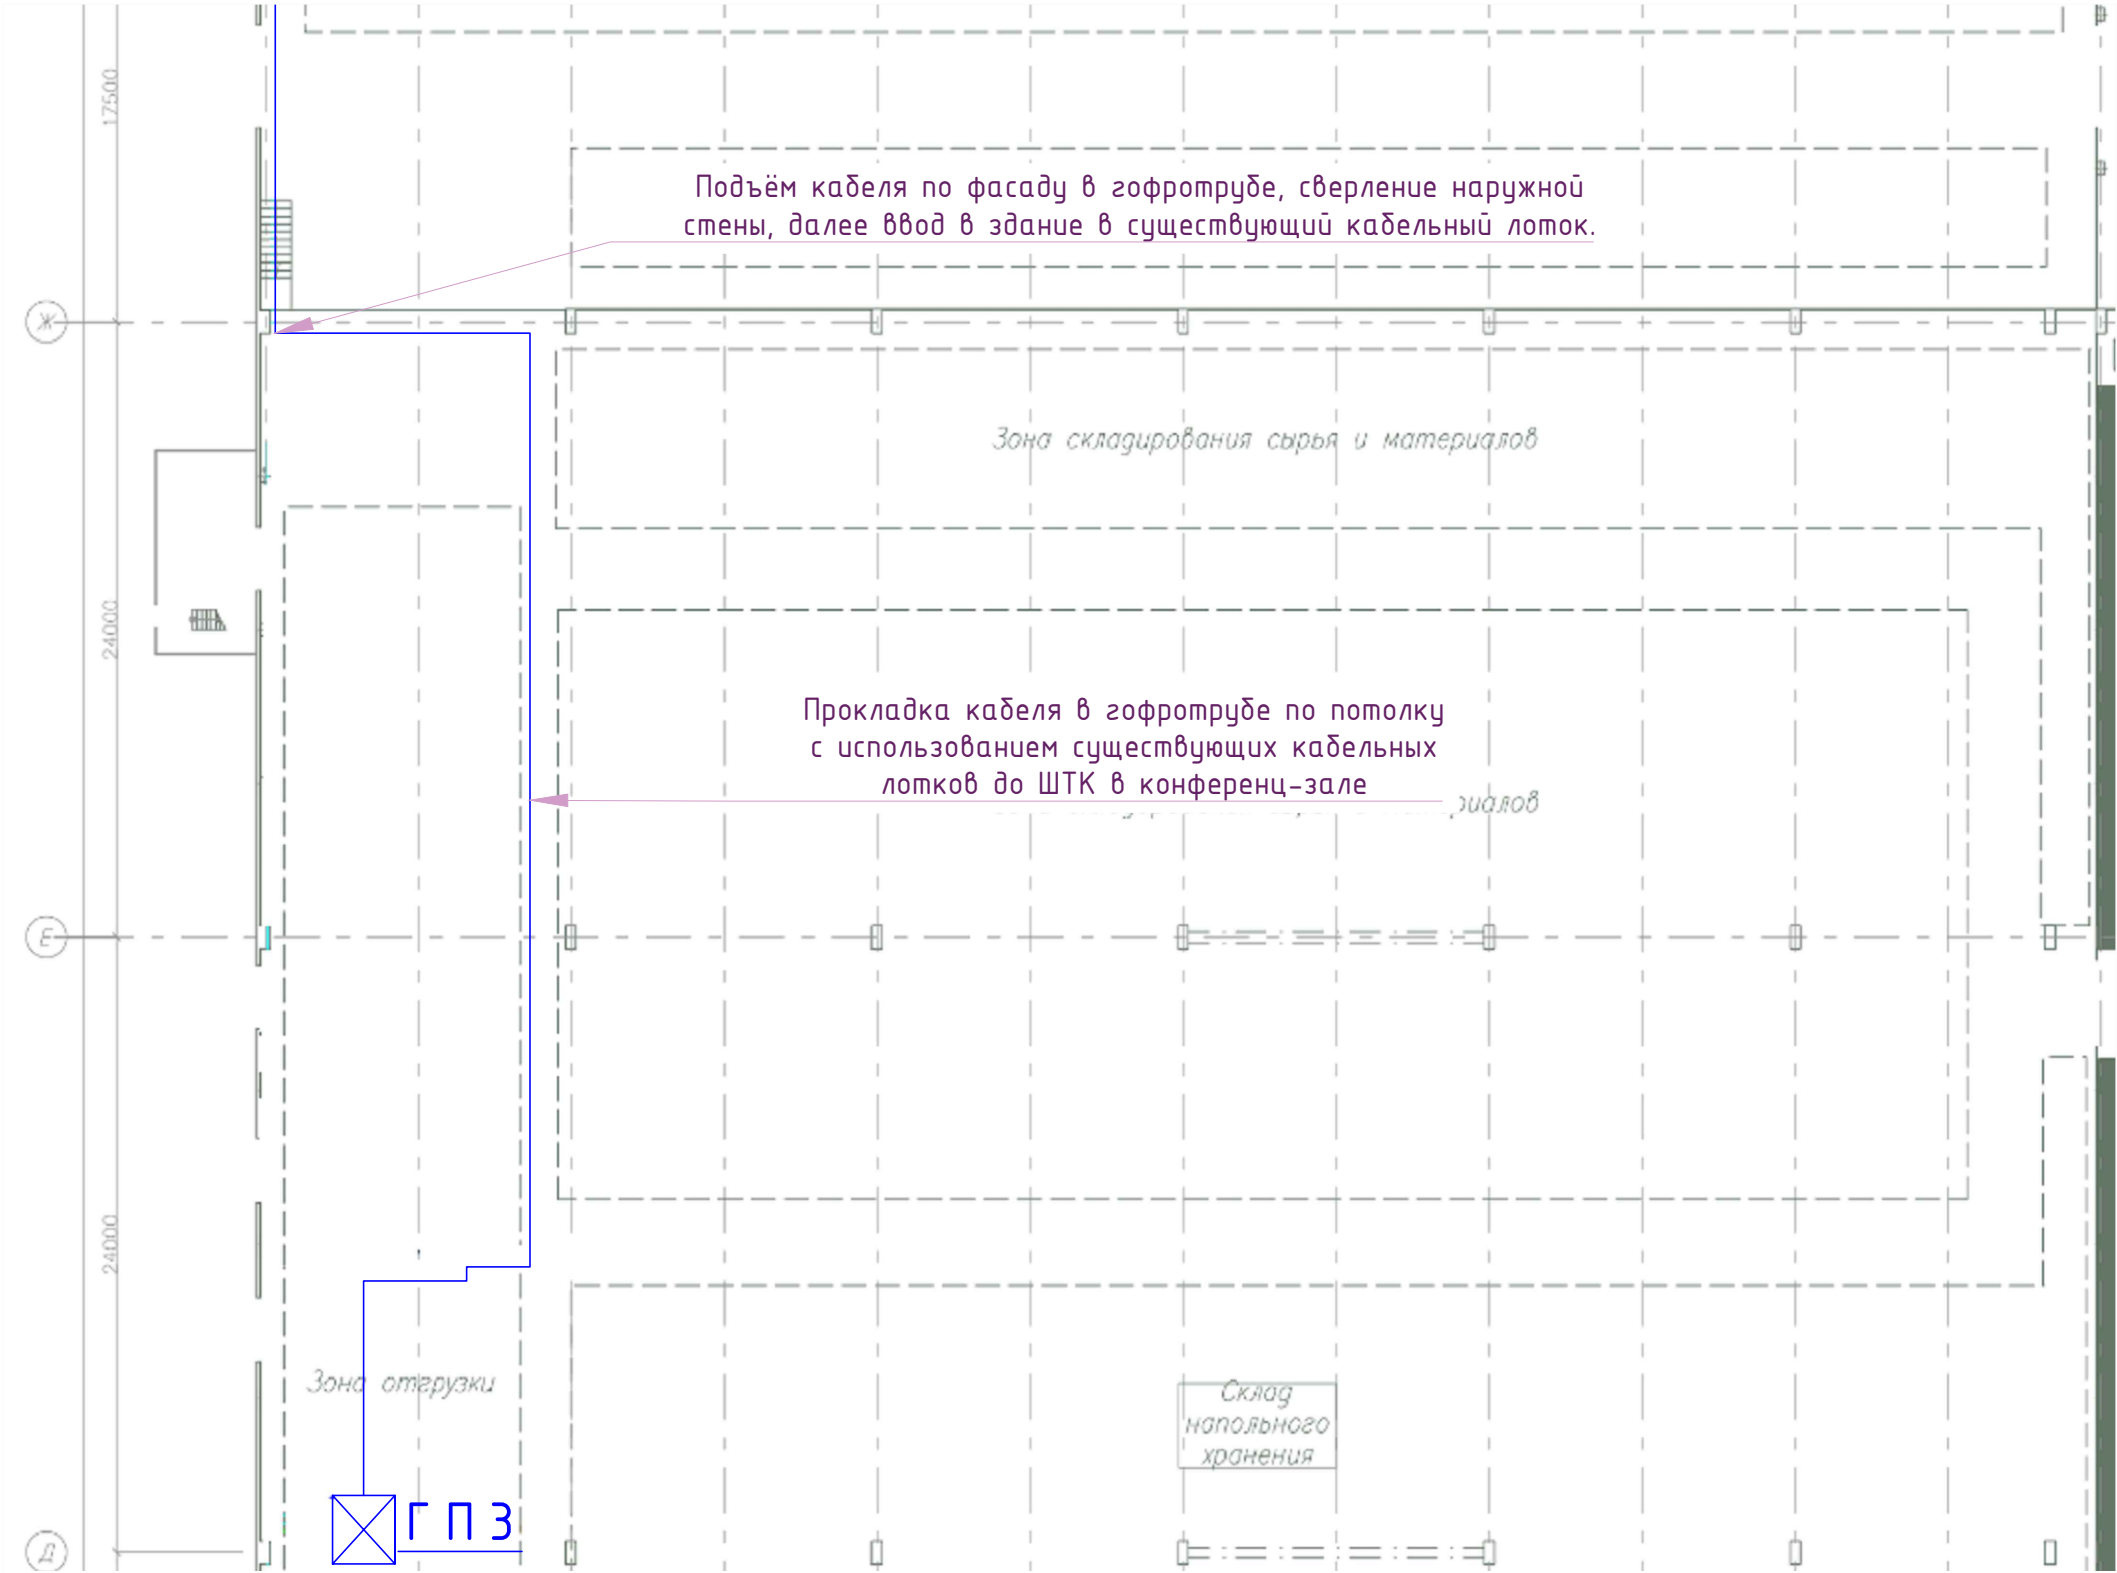 17500
Подъём кабеля по фасаду в гофротрубе, сверление наружной
стены, далее ввод в здание в существующий кабельный лоток.
Ж
Зона складирования сырья и материалов
24000
Прокладка кабеля в гофротрубе по потолку
с использованием существующих кабельных
лотков до ШТК в конференц-зале
Е
24000
Зона отгрузки
Склад
напольного
хранения
ГПЗ
Д